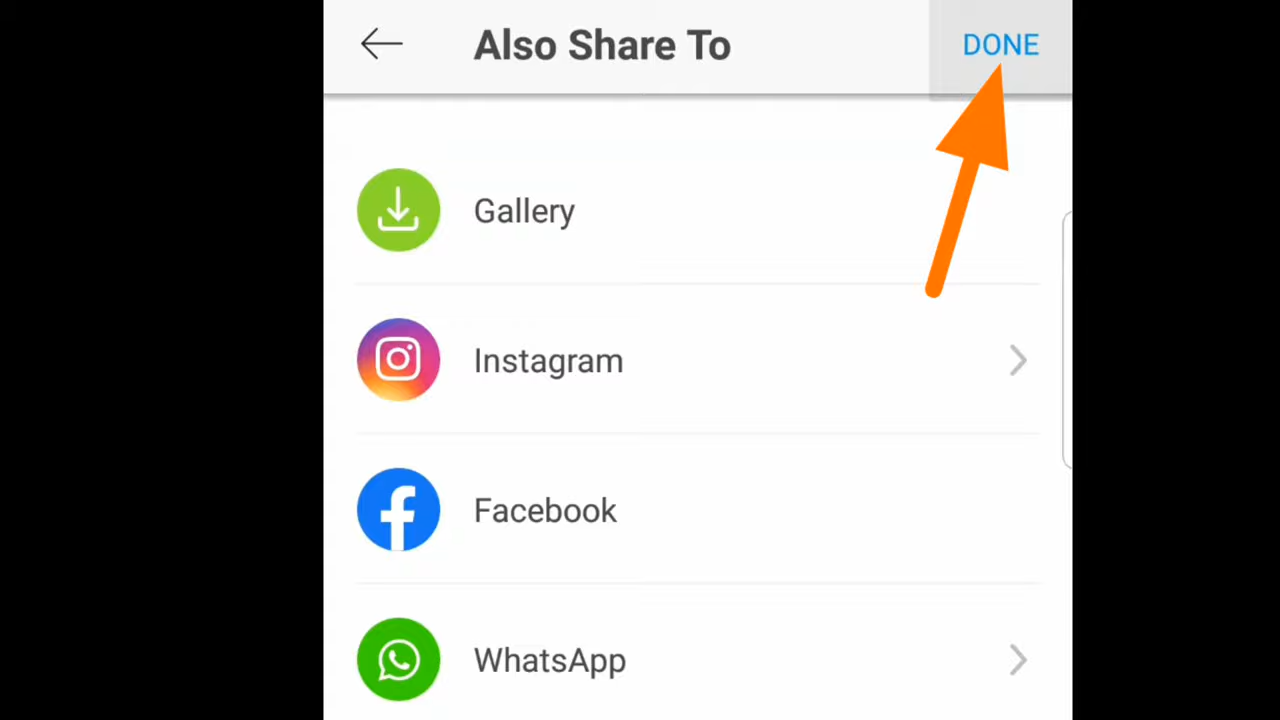 Also Share To
DONE
Gallery
Instagram
Facebook
WhatsApp